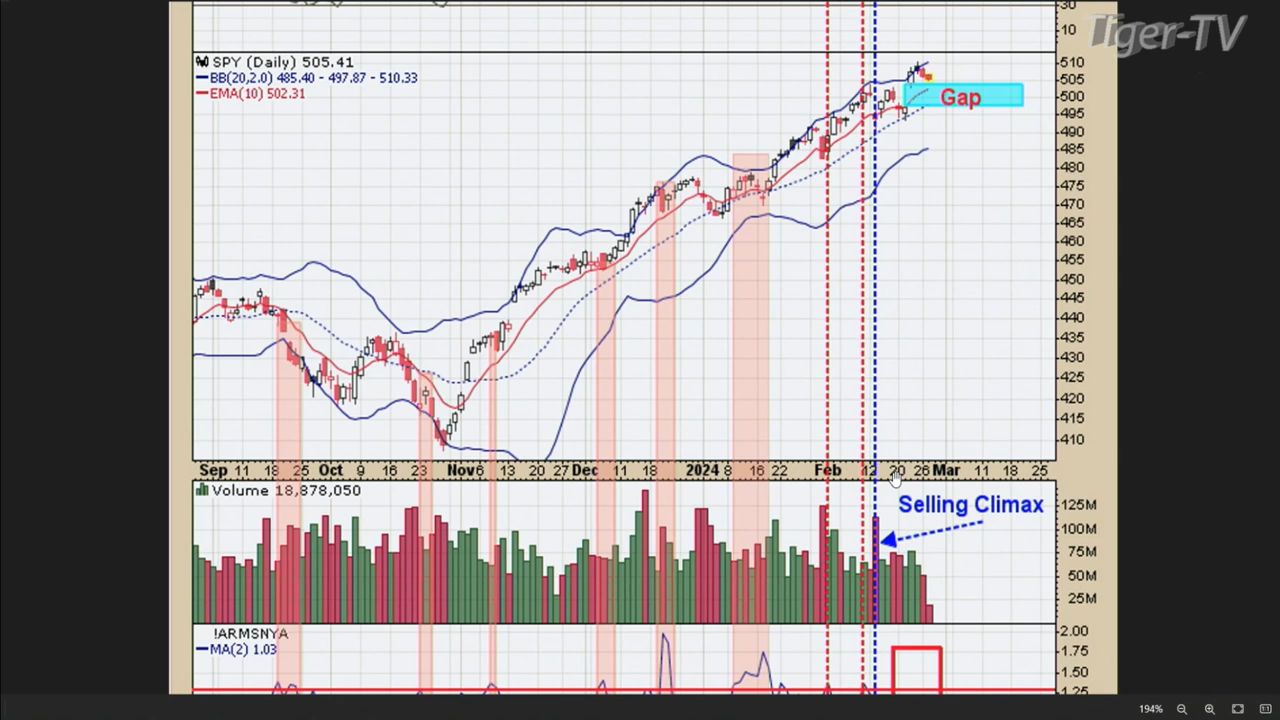 Tiger-TV
30
10
SPY (Daily) 505.41
BB(20,2.0) 485.40 - 497.87 - 510.33
EMA(10) 502.31
510
505
500
495
490
485
480
475
470
465
460
455
450
445
440
435
430
425
420
415
410
Gap
Sep 11 18 25 Oct 9 16 23 Nov 6 13 20 27 Dec 11 18 2024 8 16 22 Feb 12 20 26 Mar 11 18 25
Volume 18,878,050
Selling Climax
125M
100M
75M
50M
25M
!ARMSNYA
MA(2) 1.03
2.00
1.75
1.50
1.25
194%